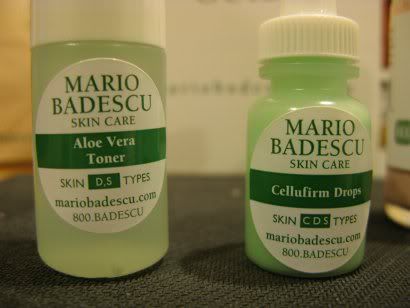 MARIO
BADESCU
SKIN CARE
Aloe Vera
Toner
SKIN D,S TYPES
mariobadescu.com
800.BADESCU
MARIO
BADESCU
SKIN CARE
Cellufirm Drops
SKIN C D S TYPES
mariobadescu.com
800.BADESCU